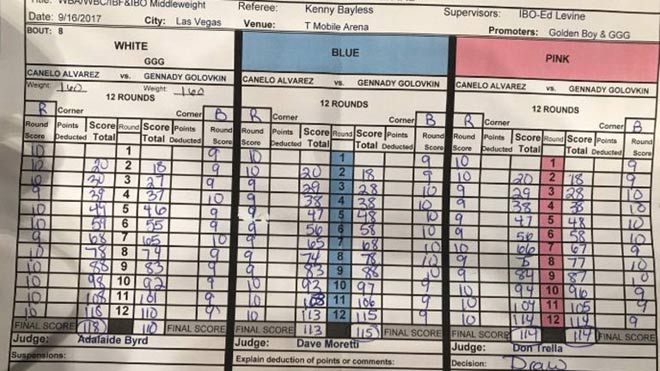 Title: WBA/WBC/IBF&IBO Middleweight
Referee: Kenny Bayless
Supervisors: IBO-Ed Levine
Date: 9/16/2017
City: Las Vegas
Venue: T Mobile Arena
Promoters: Golden Boy & GGG
BOUT: 8
WHITE
GGG
CANELO ALVAREZ vs. GENNADY GOLOVKIN
Weight: 160 Weight: 160
12 ROUNDS
R Corner Corner B
Round Score Points Deducted Score Total Round Score Total Points Deducted Round Score
10 1 9
10 20 2 18 9
3 27 9
9 39 4 37 10
10 49 5 46 9
10 59 6 55 9
9 68 7 65 10
10 78 8 74 9
10 88 9 83 9
10 98 10 92 9
10 108 11 101 9
10 118 12 110 9
FINAL SCORE 118 110 FINAL SCORE
Judge: Adalaide Byrd
Suspensions:
BLUE
CANELO ALVAREZ vs. GENNADY GOLOVKIN
12 ROUNDS
R Corner Corner B
Round Score Points Deducted Score Total Round Score Total Points Deducted Round Score
10 1 9
10 20 2 18 9
9 29 3 28 10
9 38 4 38 10
9 47 5 48 10
9 56 6 58 10
9 65 7 68 10
9 74 8 78 10
9 83 9 88 10
10 93 10 97 9
10 103 11 106 9
10 113 12 115 9
FINAL SCORE 113 115 FINAL SCORE
Judge: Dave Moretti
Explain deduction of points or comments:
PINK
CANELO ALVAREZ vs. GENNADY GOLOVKIN
12 ROUNDS
R Corner Corner B
Round Score Points Deducted Score Total Round Score Total Points Deducted Round Score
10 1 9
10 20 2 18 9
9 29 3 28 10
9 38 4 38 10
9 47 5 48 10
9 56 6 58 10
10 66 7 67 9
9 8 77 10
9 84 9 87 10
10 94 10 96 9
10 104 11 105 9
10 114 12 114 9
FINAL SCORE 114 114 FINAL SCORE
Judge: Don Trella
Decision: Draw